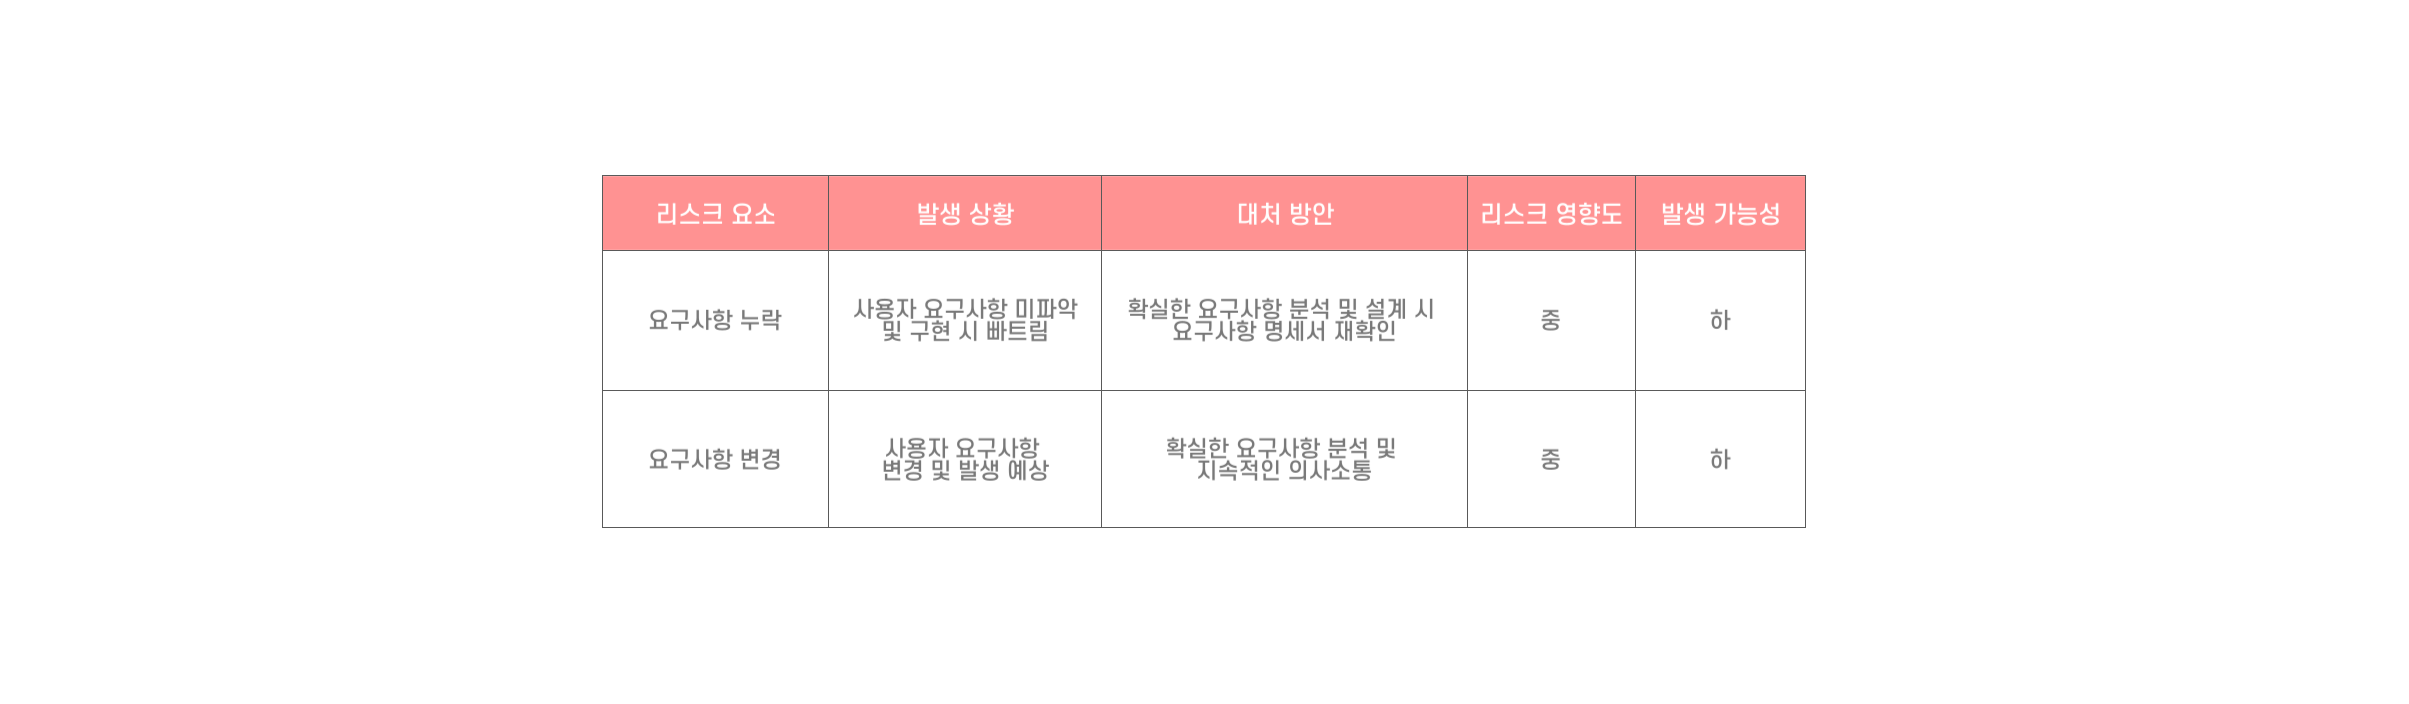 리스크 요소 발생 상황 대처 방안 리스크 영향도 발생 가능성
요구사항 누락
사용자 요구사항 미파악
및 구현 시 빠트림
확실한 요구사항 분석 및 설계 시
요구사항 명세서 재확인
중
하
요구사항 변경
사용자 요구사항
변경 및 발생 예상
확실한 요구사항 분석 및
지속적인 의사소통
중
하